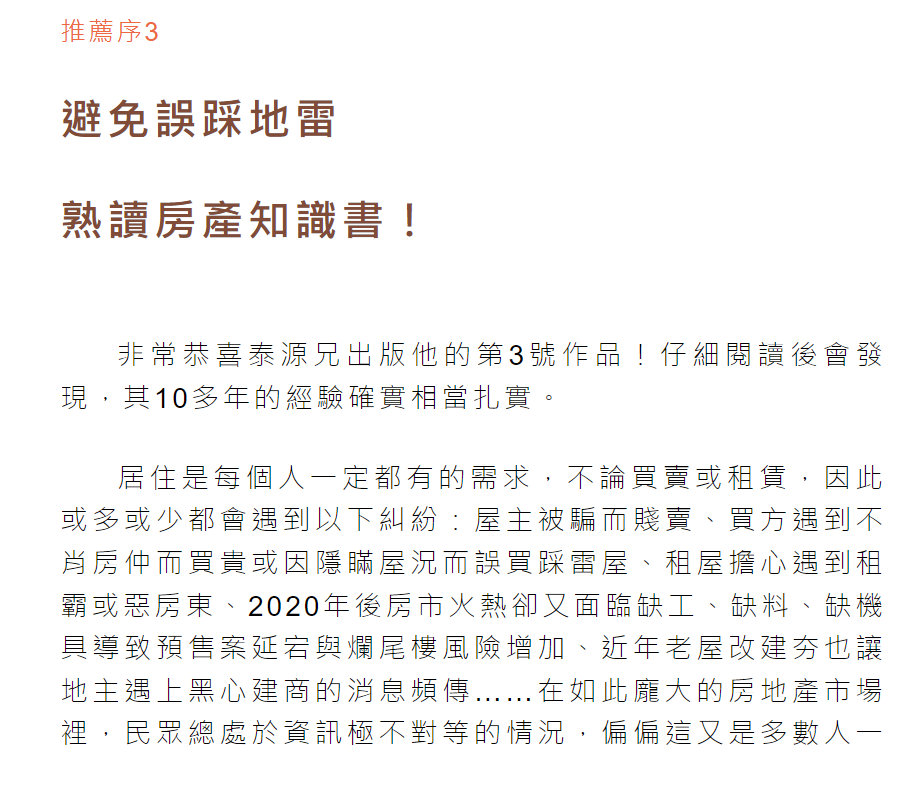 推薦序3
避免誤踩地雷
熟讀房產知識書！
非常恭喜泰源兄出版他的第3號作品！仔細閱讀後會發
現，其10多年的經驗確實相當扎實。
居住是每個人一定都有的需求，不論買賣或租賃，因此
或多或少都會遇到以下糾紛：屋主被騙而賤賣、買方遇到不
肖房仲而買貴或因隱瞞屋況而誤買踩雷屋、租屋擔心遇到租
霸或惡房東、2020年後房市火熱卻又面臨缺工、缺料、缺機
具導致預售案延宕與爛尾樓風險增加、近年老屋改建夯也讓
地主遇上黑心建商的消息頻傳……在如此龐大的房地產市場
裡，民眾總處於資訊極不對等的情況，偏偏這又是多數人一